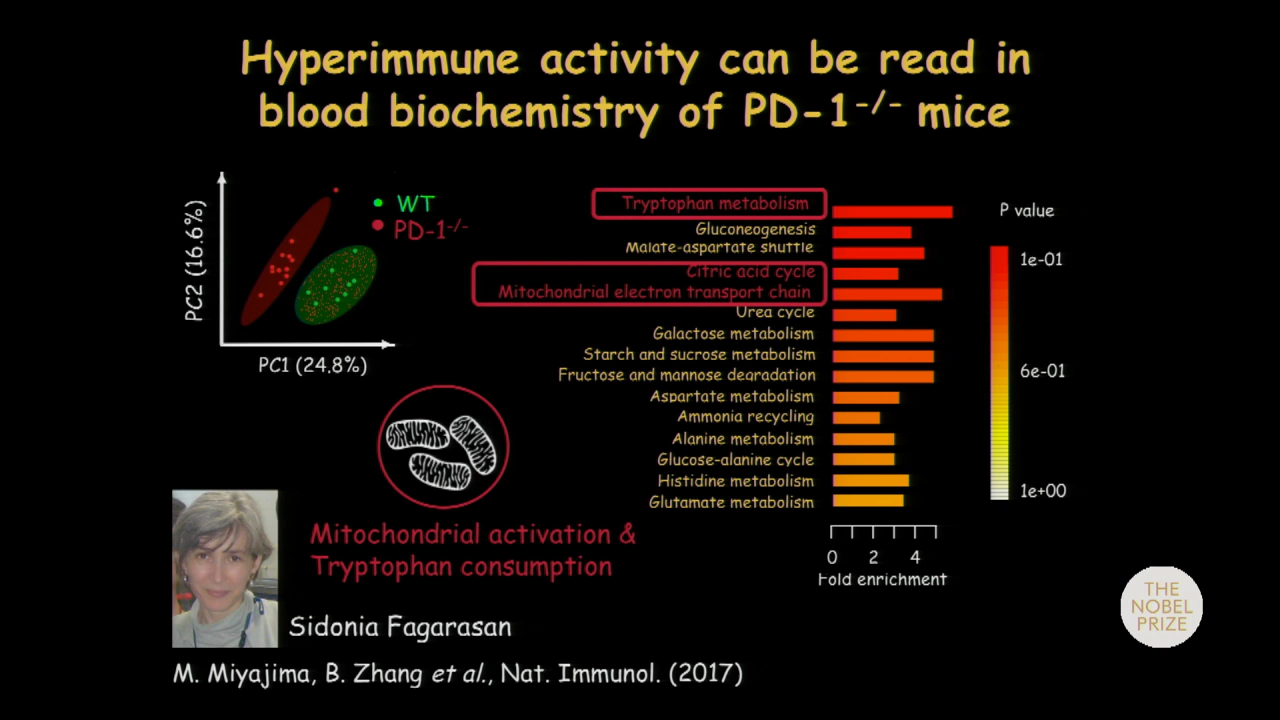 Hyperimmune activity can be read in
blood biochemistry of PD-1-/- mice
PC2 (16.6%)
PC1 (24.8%)
WT
PD-1-/-
Tryptophan metabolism
Gluconeogenesis
Malate-aspartate shuttle
Citric acid cycle
Mitochondrial electron transport chain
Urea cycle
Galactose metabolism
Starch and sucrose metabolism
Fructose and mannose degradation
Aspartate metabolism
Ammonia recycling
Alanine metabolism
Glucose-alanine cycle
Histidine metabolism
Glutamate metabolism
0 2 4
Fold enrichment
P value
1e-01
6e-01
1e+00
Mitochondrial activation &
Tryptophan consumption
Sidonia Fagarasan
M. Miyajima, B. Zhang et al., Nat. Immunol. (2017)
THE
NOBEL
PRIZE